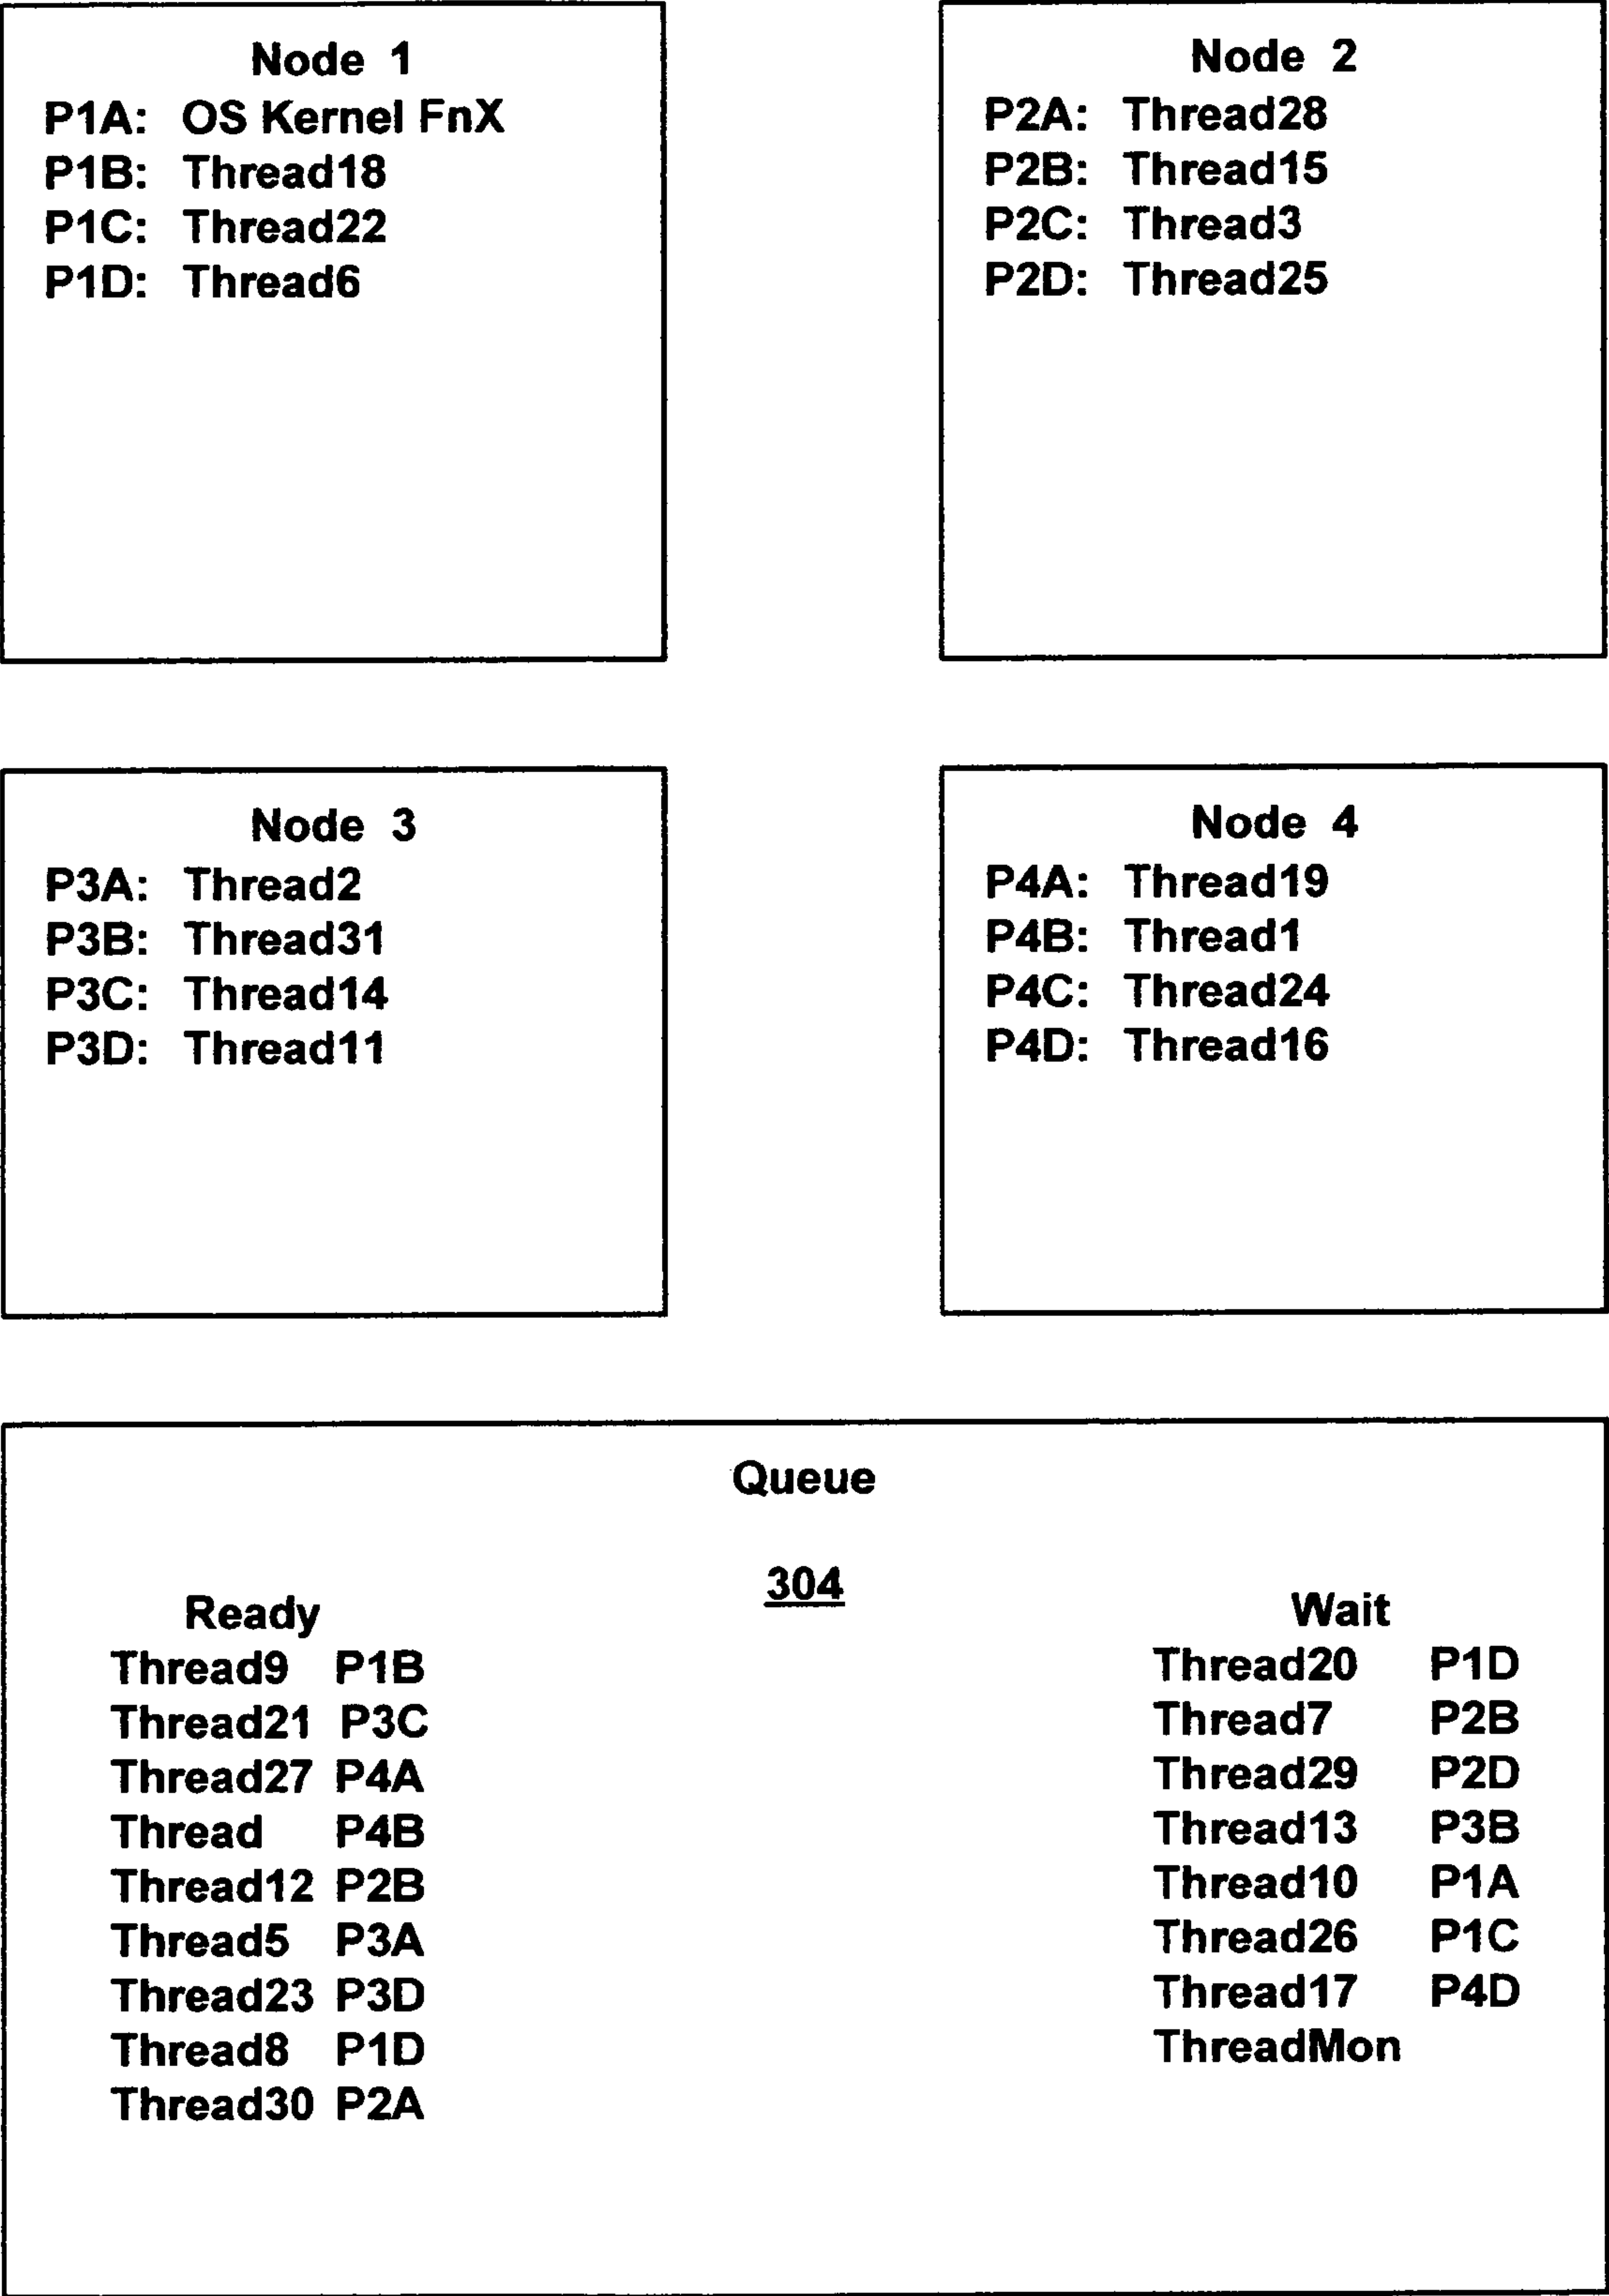 Node 1
P1A: OS Kernel FnX
P1B: Thread18
P1C: Thread22
P1D: Thread6
Node 2
P2A: Thread28
P2B: Thread15
P2C: Thread3
P2D: Thread25
Node 3
P3A: Thread2
P3B: Thread31
P3C: Thread14
P3D: Thread11
Node 4
P4A: Thread19
P4B: Thread1
P4C: Thread24
P4D: Thread16
Queue
304
Ready
Thread9 P1B
Thread21 P3C
Thread27 P4A
Thread P4B
Thread12 P2B
Thread5 P3A
Thread23 P3D
Thread8 P1D
Thread30 P2A
Wait
Thread20 P1D
Thread7 P2B
Thread29 P2D
Thread13 P3B
Thread10 P1A
Thread26 P1C
Thread17 P4D
ThreadMon